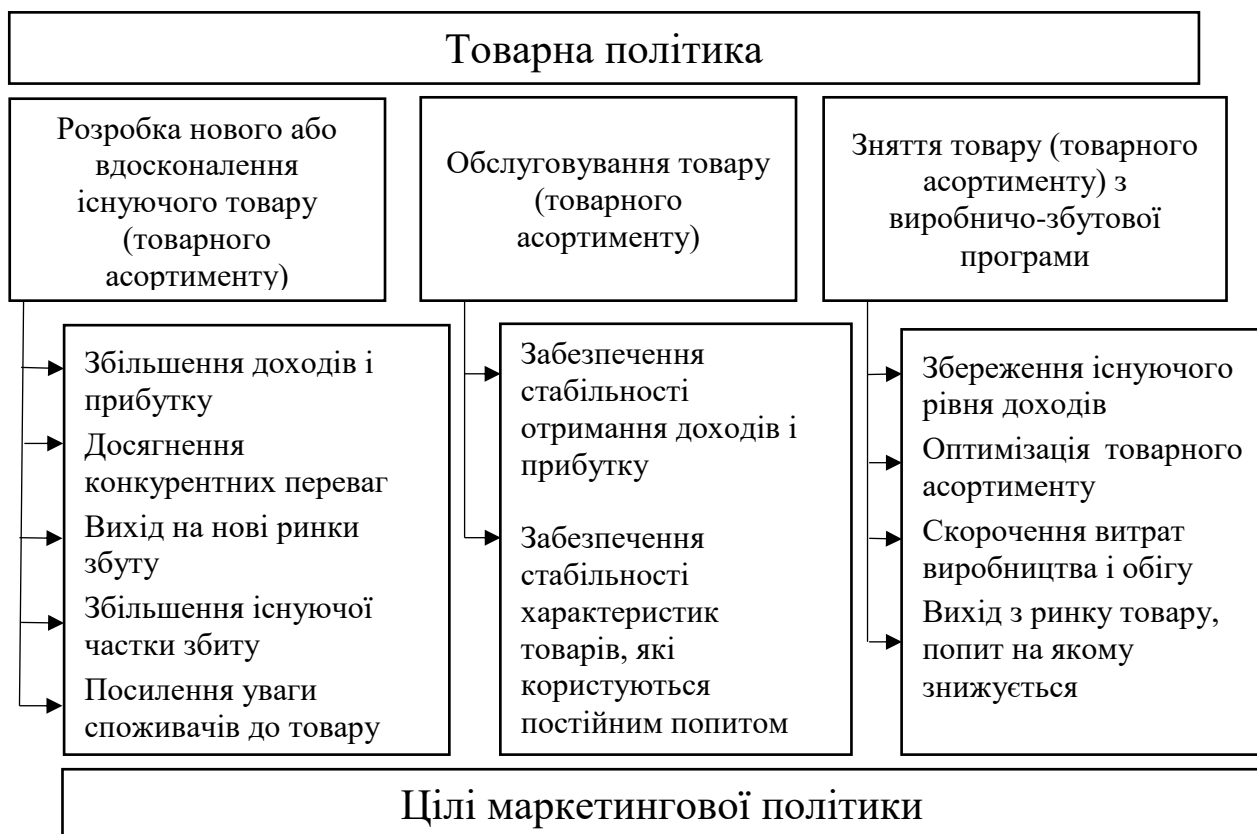 Товарна політика
Розробка нового або
вдосконалення
існуючого товару
(товарного
асортименту)
Обслуговування товару
(товарного
асортименту)
Зняття товару (товарного
асортименту) з
виробничо-збутової
програми
Збільшення доходів і
прибутку
Досягнення
конкурентних переваг
Вихід на нові ринки
збуту
Збільшення існуючої
частки збиту
Посилення уваги
споживачів до товару
Забезпечення
стабільності
отримання доходів і
прибутку
Забезпечення
стабільності
характеристик
товарів, які
користуються
постійним попитом
Збереження існуючого
рівня доходів
Оптимізація товарного
асортименту
Скорочення витрат
виробництва і обігу
Вихід з ринку товару,
попит на якому
знижується
Цілі маркетингової політики